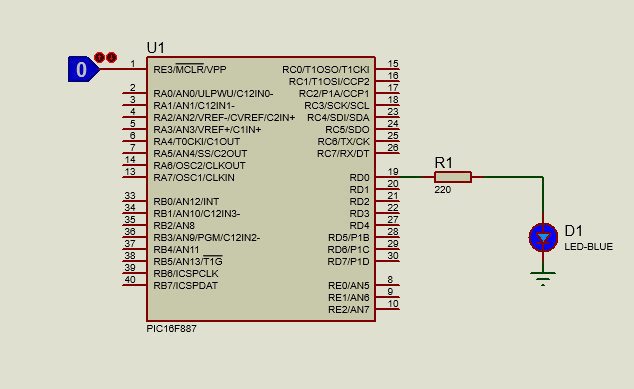 U1
0
1
RE3/MCLR/VPP
RC0/T1OSO/T1CKI
15
RC1/T1OSI/CCP2
16
2
RA0/AN0/ULPWU/C12IN0-
RC2/P1A/CCP1
17
3
RA1/AN1/C12IN1-
RC3/SCK/SCL
18
4
RA2/AN2/VREF-/CVREF/C2IN+
RC4/SDI/SDA
23
5
RA3/AN3/VREF+/C1IN+
RC5/SDO
24
6
RA4/T0CKI/C1OUT
RC6/TX/CK
25
7
RA5/AN4/SS/C2OUT
RC7/RX/DT
26
14
RA6/OSC2/CLKOUT
13
RA7/OSC1/CLKIN
RD0
19
R1
220
RD1
20
33
RB0/AN12/INT
RD2
21
34
RB1/AN10/C12IN3-
RD3
22
35
RB2/AN8
RD4
27
36
RB3/AN9/PGM/C12IN2-
RD5/P1B
28
37
RB4/AN11
RD6/P1C
29
38
RB5/AN13/T1G
RD7/P1D
30
39
RB6/ICSPCLK
40
RB7/ICSPDAT
RE0/AN5
8
RE1/AN6
9
RE2/AN7
10
D1
LED-BLUE
PIC16F887